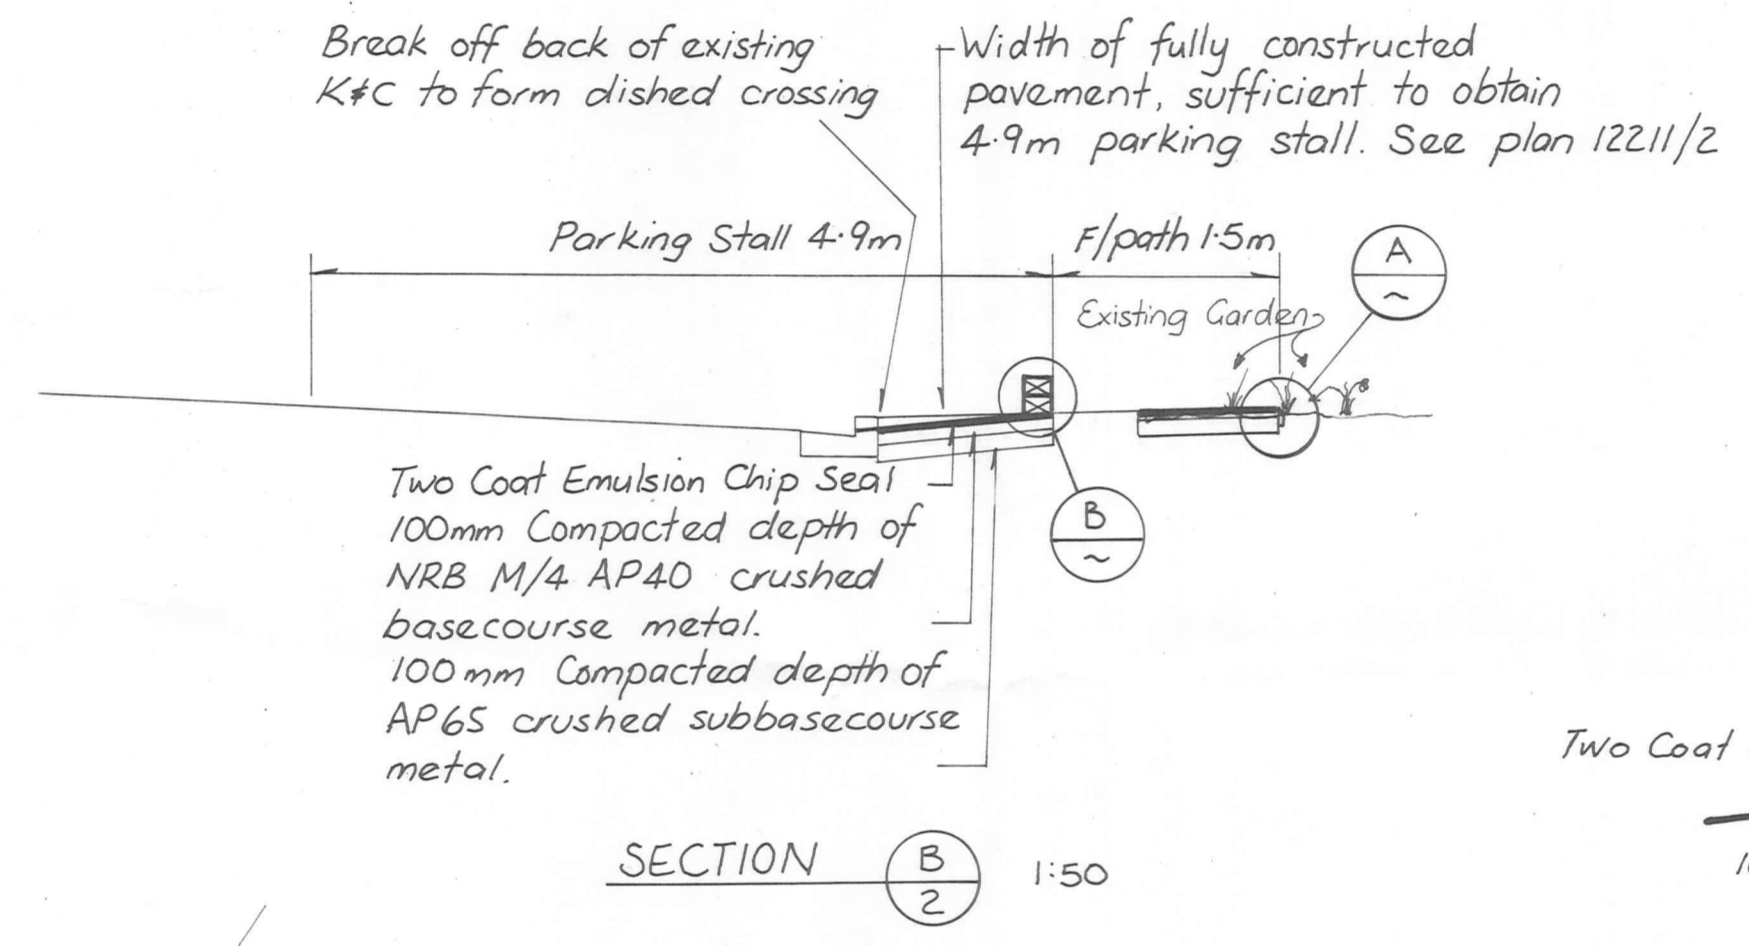 Break off back of existing
K&C to form dished crossing
Width of fully constructed
pavement, sufficient to obtain
4.9m parking stall. See plan 12211/2
Parking Stall 4.9m
F/path 1.5m
A
~
Existing Garden
Two Coat Emulsion Chip Seal
100mm Compacted depth of
NRB M/4 AP40 crushed
basecourse metal.
100mm Compacted depth of
AP65 crushed subbasecourse
metal.
B
~
Two Coat
SECTION
B
2
1:50